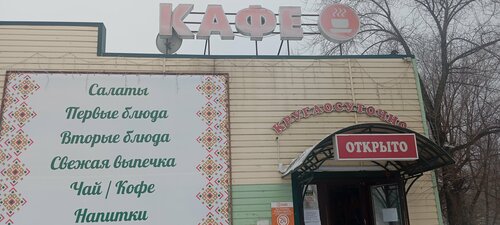 КАФЕ
Салаты
Первые блюда
Вторые блюда
Свежая выпечка
Чай / Кофе
Напитки
КРУГЛОСУТОЧНО
ОТКРЫТО